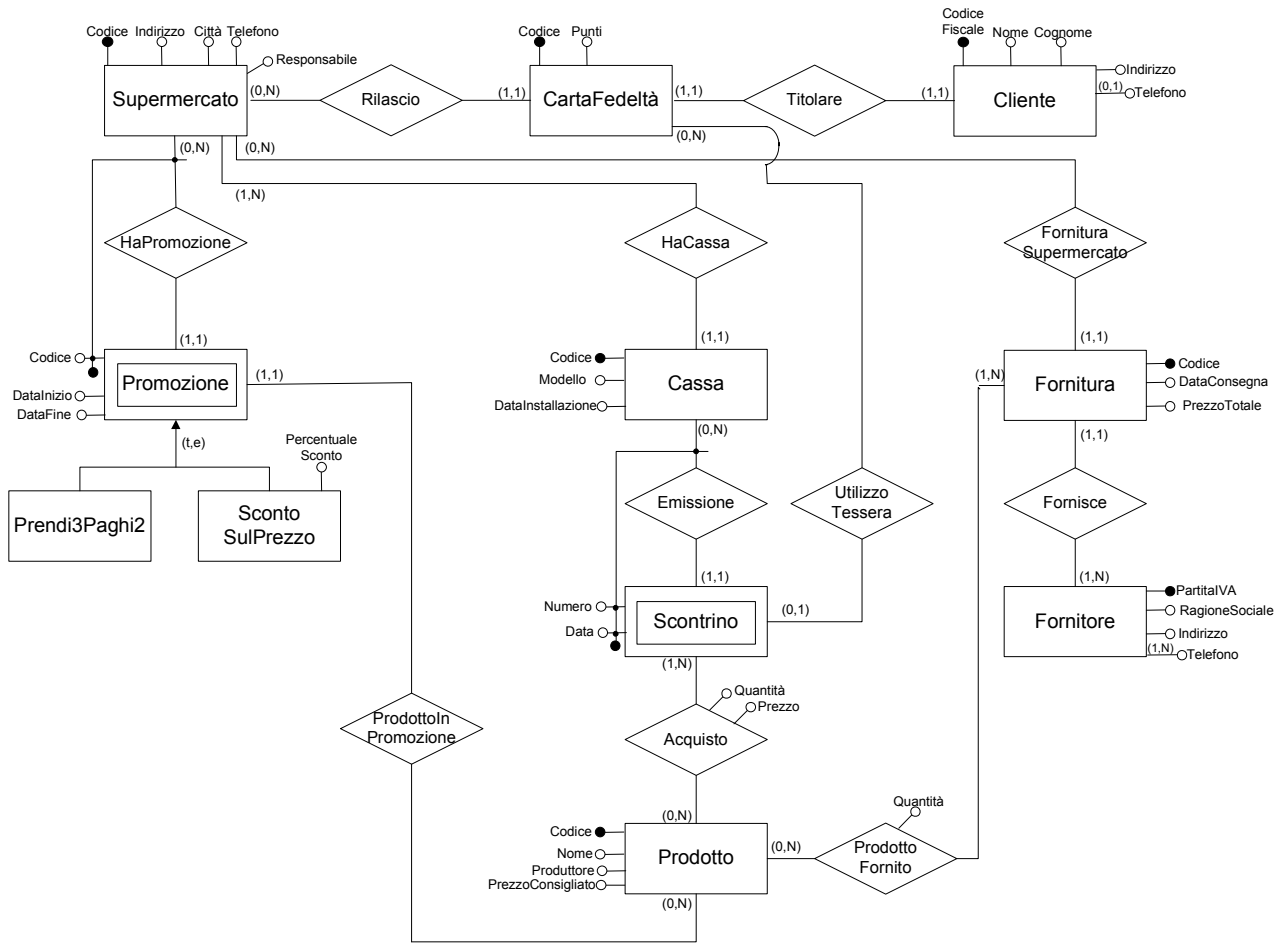 Codice
Indirizzo
Città
Telefono
Responsabile
Supermercato
(0,N)
Rilascio
(1,1)
Codice
Punti
CartaFedeltà
(1,1)
(0,N)
Titolare
(1,1)
Codice
Fiscale
Nome
Cognome
Indirizzo
(0,1)
Telefono
Cliente
(0,N)
(0,N)
(1,N)
HaPromozione
HaCassa
Fornitura
Supermercato
(1,1)
(1,1)
(1,1)
Codice
DataInizio
DataFine
Promozione
(1,1)
Codice
Modello
DataInstallazione
Cassa
(0,N)
(1,N)
Fornitura
Codice
DataConsegna
PrezzoTotale
(1,1)
(t,e)
Percentuale
Sconto
Prendi3Paghi2
Sconto
SulPrezzo
Emissione
Utilizzo
Tessera
Fornisce
(1,1)
(1,N)
Numero
Data
Scontrino
(0,1)
(1,N)
Fornitore
PartitaIVA
RagioneSociale
Indirizzo
(1,N)
Telefono
Quantità
Prezzo
Acquisto
ProdottoIn
Promozione
(0,N)
Codice
Nome
Produttore
PrezzoConsigliato
Prodotto
(0,N)
(0,N)
Quantità
Prodotto
Fornito